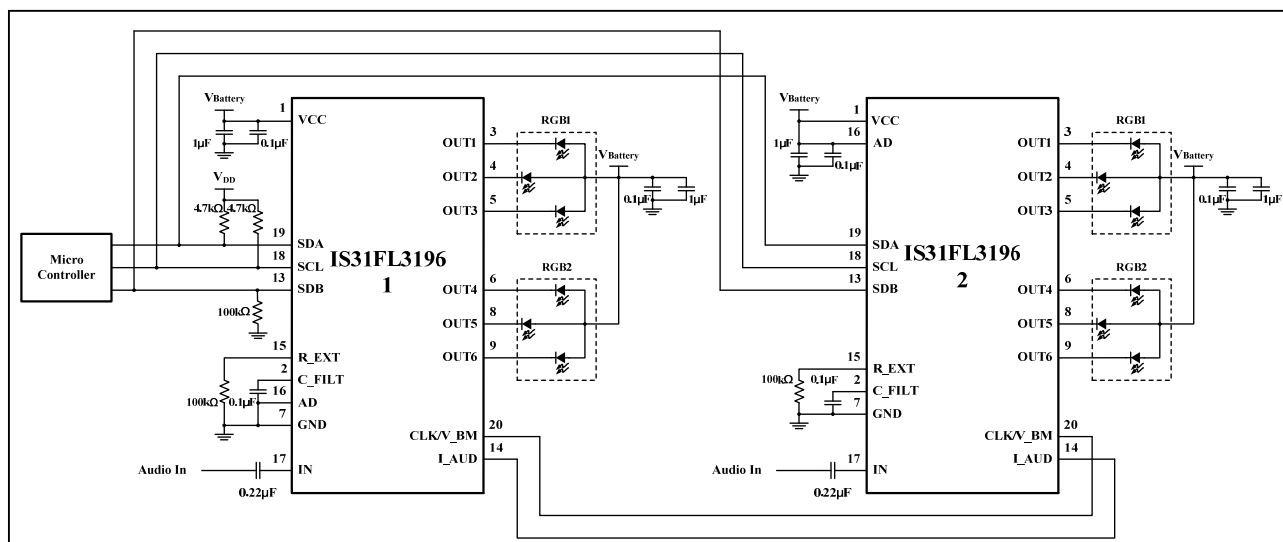 VBattery
1
VCC
1µF
0.1µF
VDD
4.7kΩ
4.7kΩ
Micro
Controller
19
SDA
18
SCL
13
SDB
100kΩ
IS31FL3196
1
15
R_EXT
2
C_FILT
16
AD
7
GND
100kΩ
0.1µF
Audio In
17
IN
0.22µF
OUT1
3
OUT2
4
OUT3
5
OUT4
6
OUT5
8
OUT6
9
CLK/V_BM
20
I_AUD
14
RGB1
VBattery
0.1µF
1µF
RGB2
VBattery
1
VCC
16
AD
1µF
0.1µF
19
SDA
18
SCL
13
SDB
IS31FL3196
2
15
R_EXT
2
C_FILT
7
GND
100kΩ
0.1µF
Audio In
17
IN
0.22µF
OUT1
3
OUT2
4
OUT3
5
OUT4
6
OUT5
8
OUT6
9
CLK/V_BM
20
I_AUD
14
RGB1
VBattery
0.1µF
1µF
RGB2